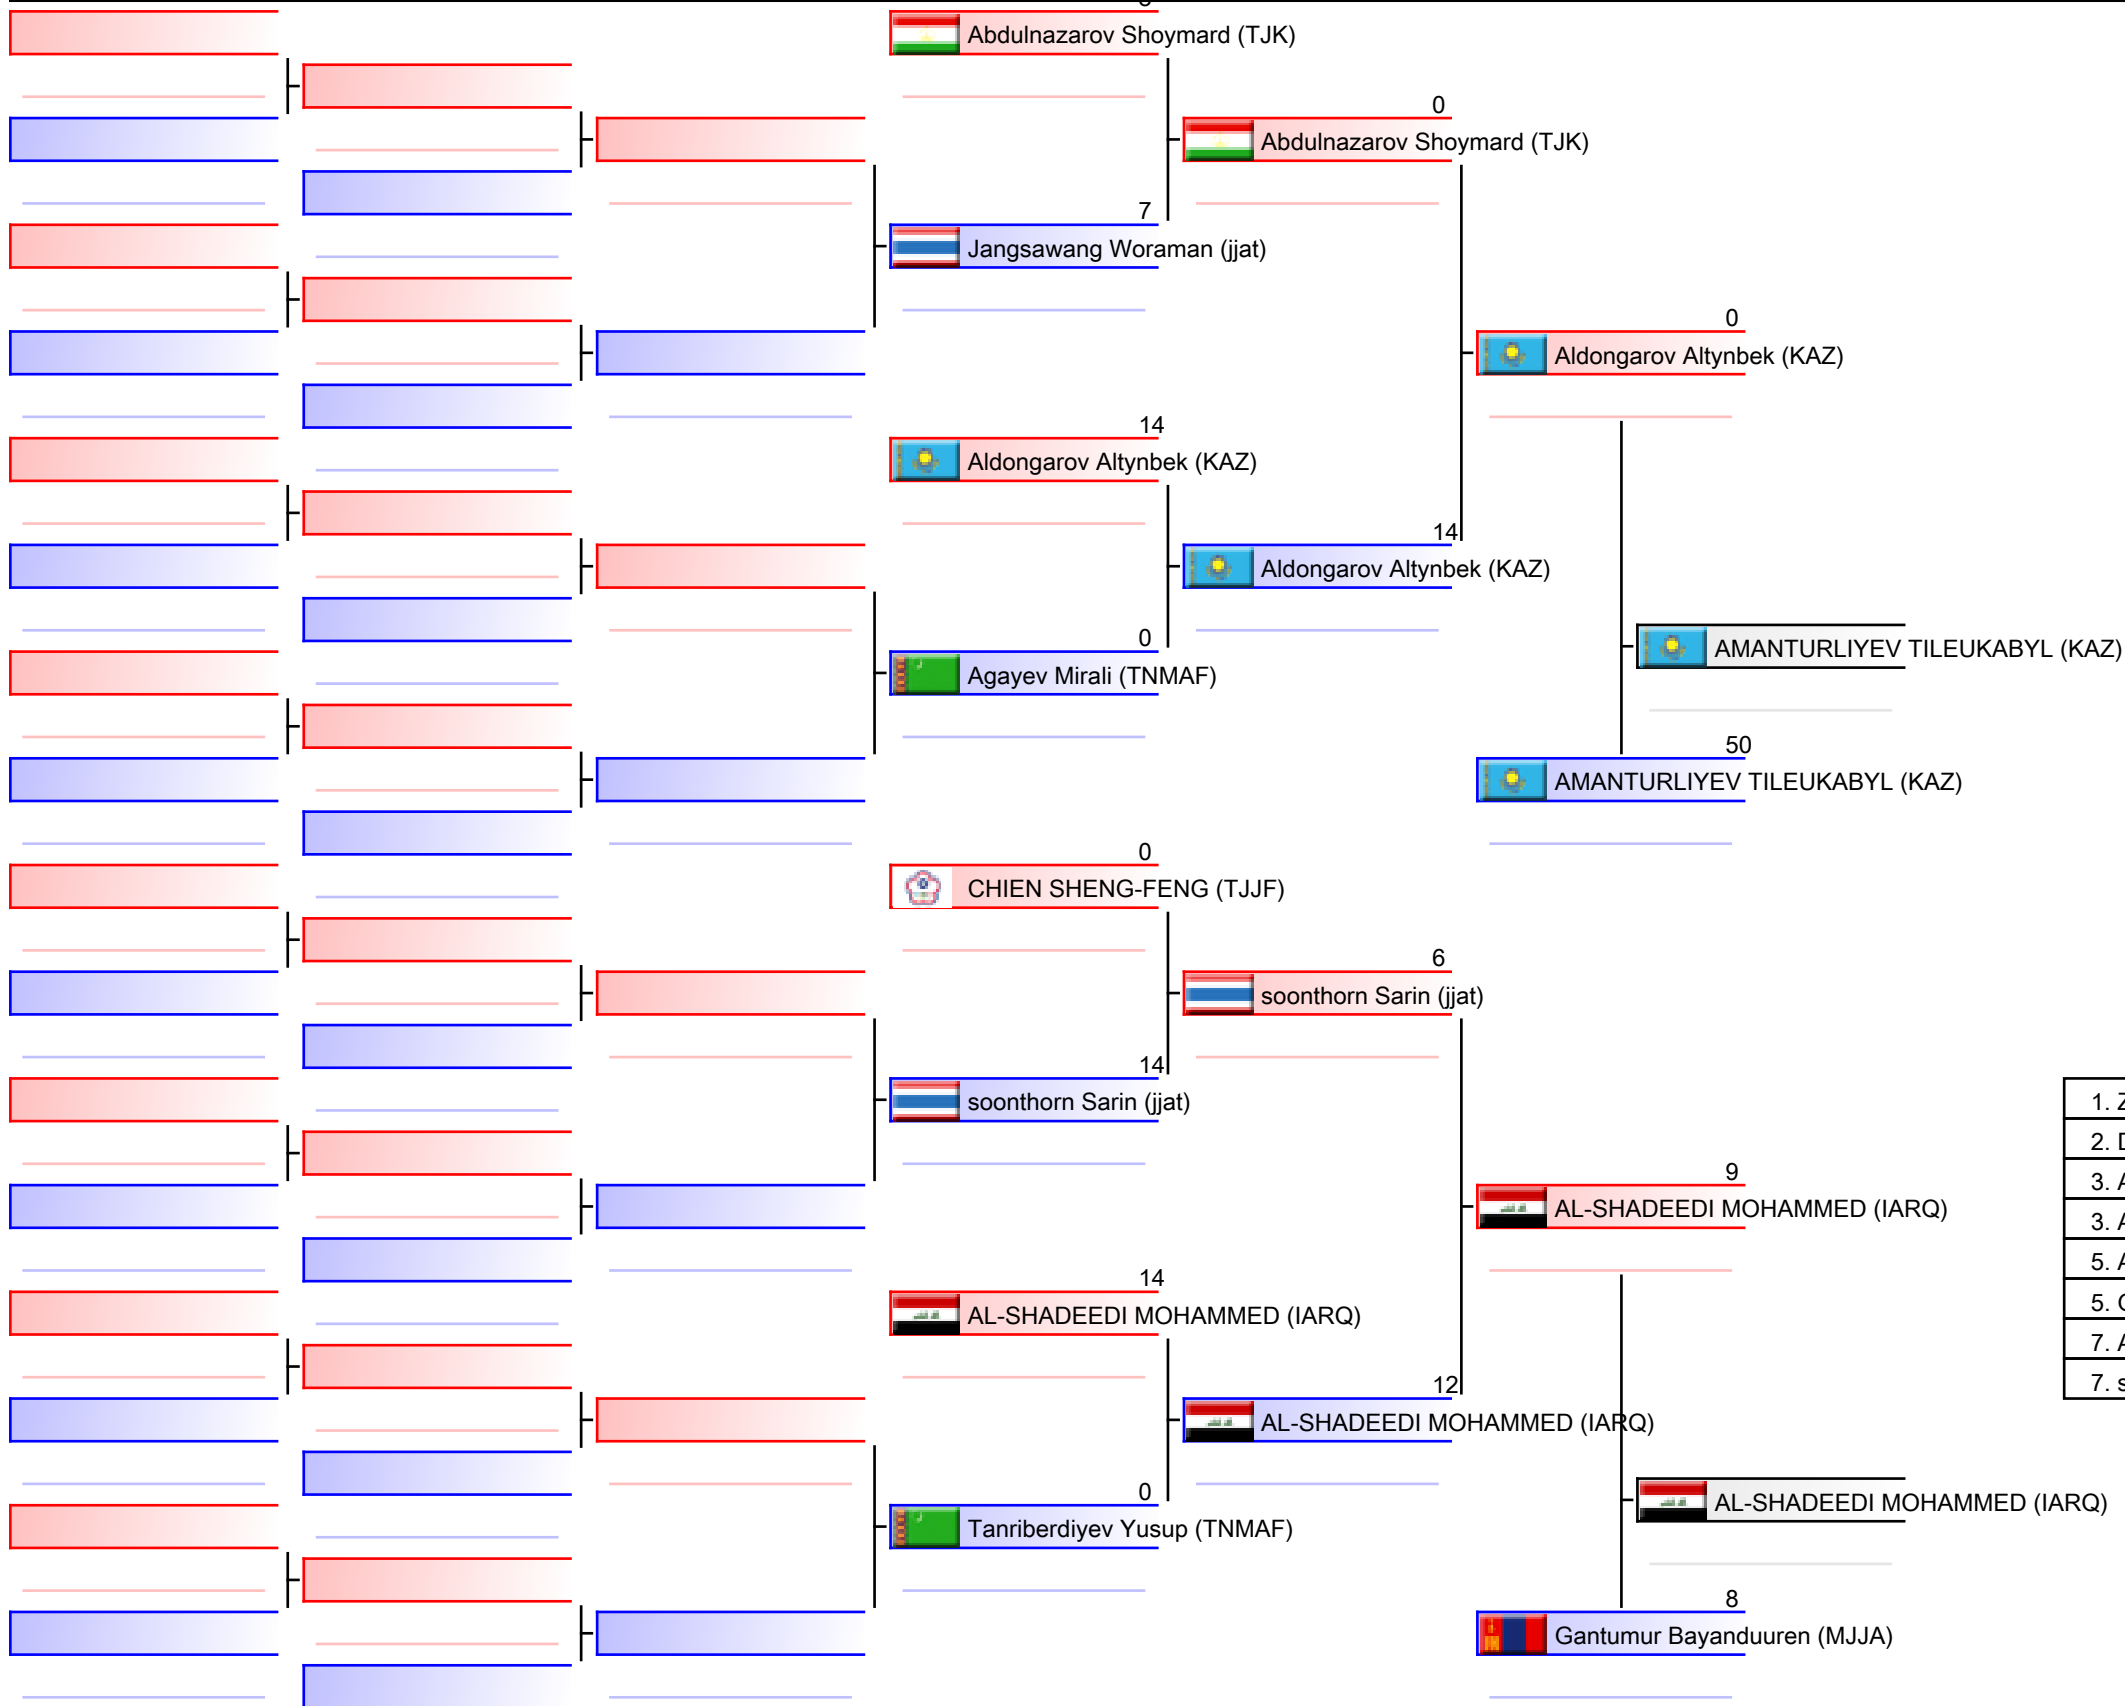 Abdulnazarov Shoymard (TJK)
0
Abdulnazarov Shoymard (TJK)
7
Jangsawang Woraman (jjat)
0
Aldongarov Altynbek (KAZ)
14
Aldongarov Altynbek (KAZ)
14
Aldongarov Altynbek (KAZ)
0
Agayev Mirali (TNMAF)
AMANTURLIYEV TILEUKABYL (KAZ)
50
AMANTURLIYEV TILEUKABYL (KAZ)
0
CHIEN SHENG-FENG (TJJF)
6
soonthorn Sarin (jjat)
14
soonthorn Sarin (jjat)
9
AL-SHADEEDI MOHAMMED (IARQ)
14
AL-SHADEEDI MOHAMMED (IARQ)
12
AL-SHADEEDI MOHAMMED (IARQ)
0
Tanriberdiyev Yusup (TNMAF)
AL-SHADEEDI MOHAMMED (IARQ)
8
Gantumur Bayanduuren (MJJA)
1.
2.
3. A
3. A
5. A
5.
7. A
7. s